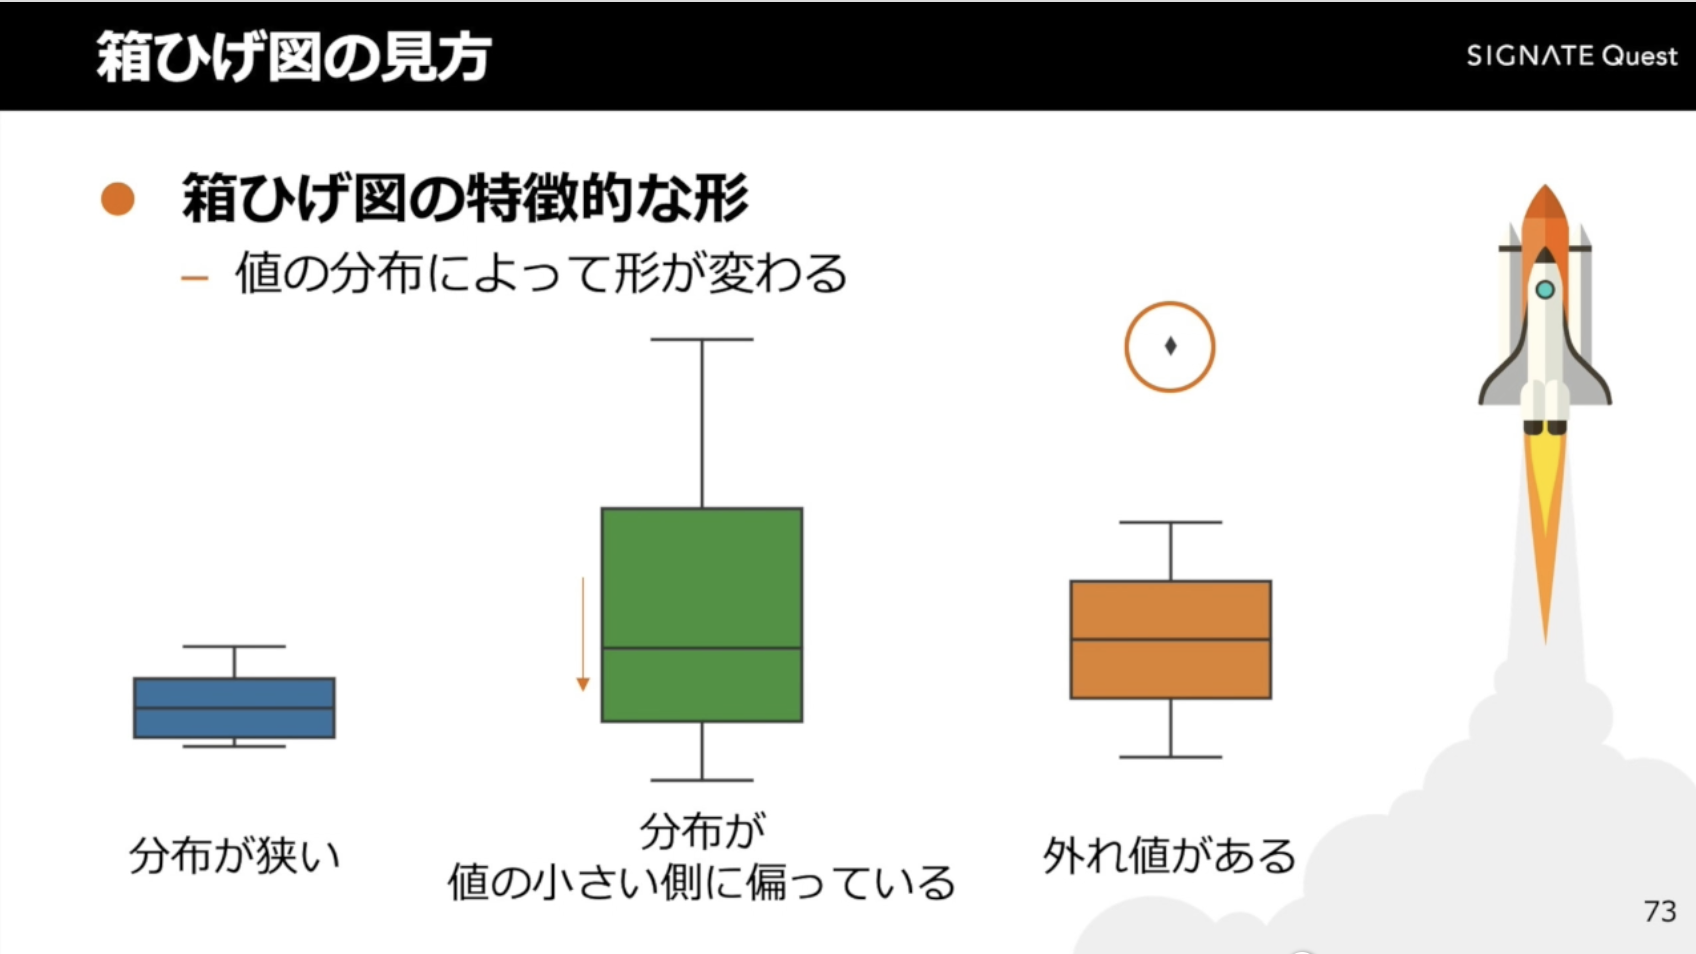 箱ひげ図の見方
SIGNATE Quest
箱ひげ図の特徴的な形
– 値の分布によって形が変わる
分布が狭い
分布が
値の小さい側に偏っている
外れ値がある
73